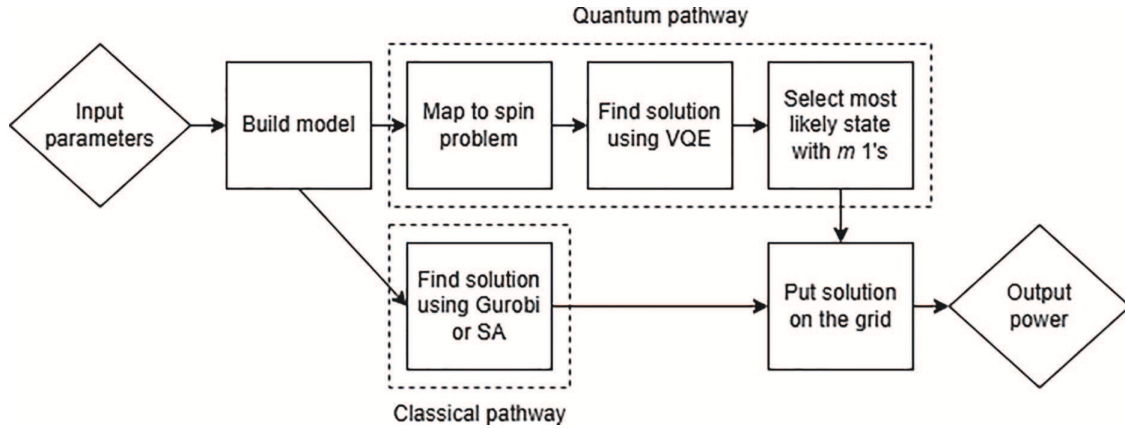 Quantum pathway
Input
parameters
Build model
Map to spin
problem
Find solution
using VQE
Select most
likely state
with m 1's
Find solution
using Gurobi
or SA
Put solution
on the grid
Output
power
Classical pathway